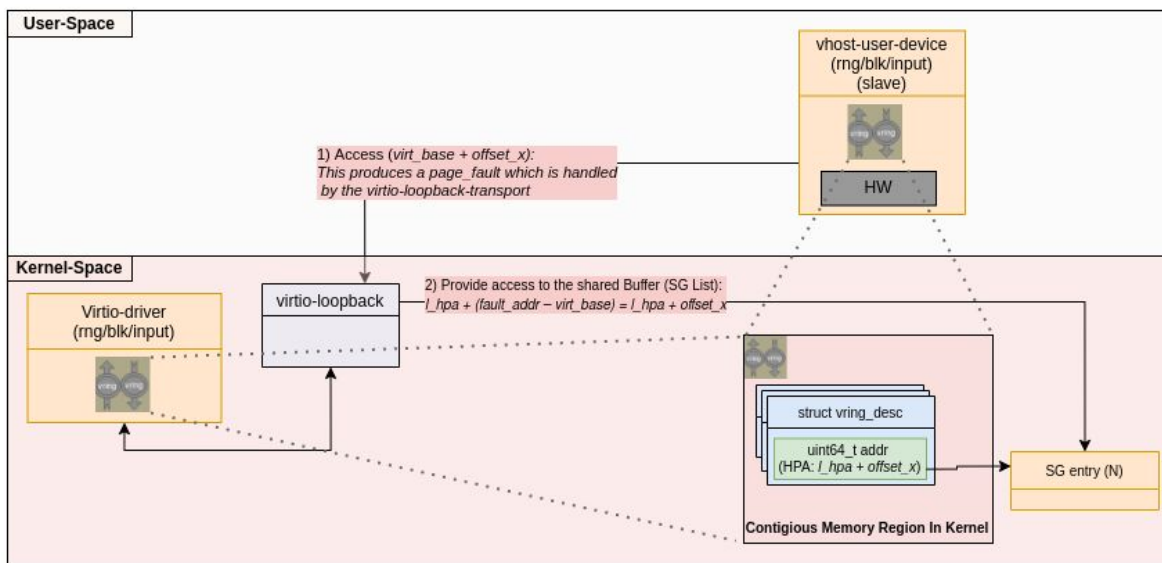 User-Space
vhost-user-device
(rng/blk/input)
(slave)
vring vring
HW
1) Access (virt_base + offset_x):
This produces a page_fault which is handled
by the virtio-loopback-transport
Kernel-Space
Virtio-driver
(rng/blk/input)
vring vring
virtio-loopback
2) Provide access to the shared Buffer (SG List):
l_hpa + (fault_addr – virt_base) = l_hpa + offset_x
vring vring
struct vring_desc
uint64_t addr
(HPA: l_hpa + offset_x)
Contigious Memory Region In Kernel
SG entry (N)